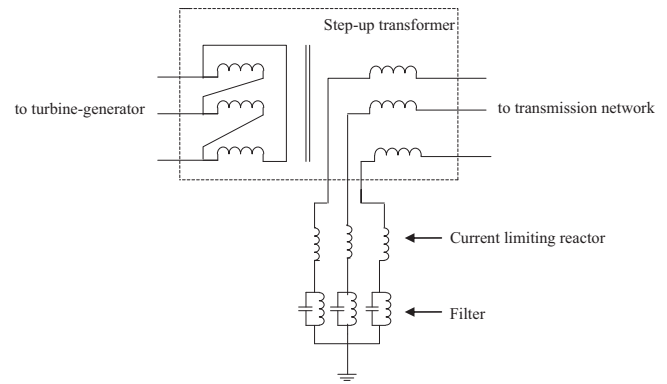 Step-up transformer
to turbine-generator
to transmission network
Current limiting reactor
Filter